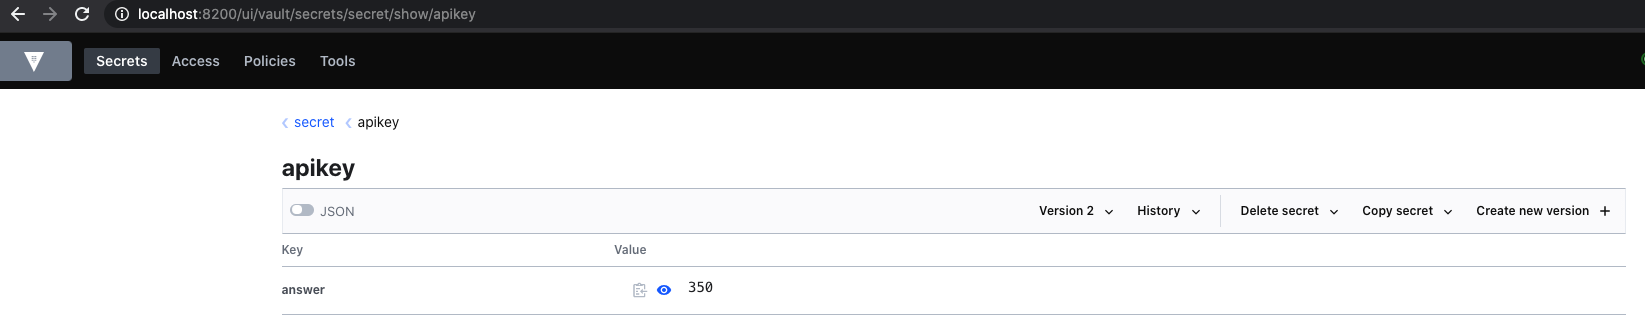 localhost:8200/ui/vault/secrets/secret/show/apikey
Secrets Access Policies Tools
secret apikey
apikey
JSON Version 2 History Delete secret Copy secret Create new version +
Key Value
answer 350